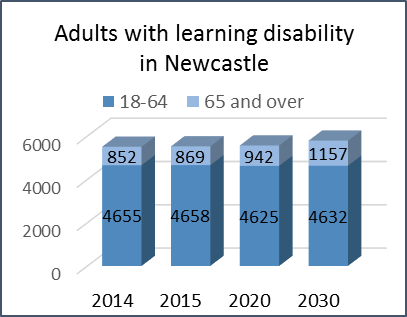 Adults with learning disability
in Newcastle
18-64 65 and over
6000
852 869 942 1157
4000
4655 4658 4625 4632
2000
0
2014 2015 2020 2030